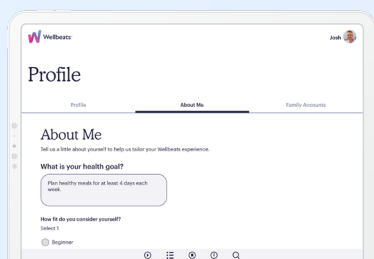 Wellbeats
Josh
Profile
Profile About Me Family Accounts
About Me
Tell us a little about yourself to help us tailor your Wellbeats experience.
What is your health goal?
Plan healthy meals for at least 4 days each
week.
How fit do you consider yourself?
Select 1
Beginner